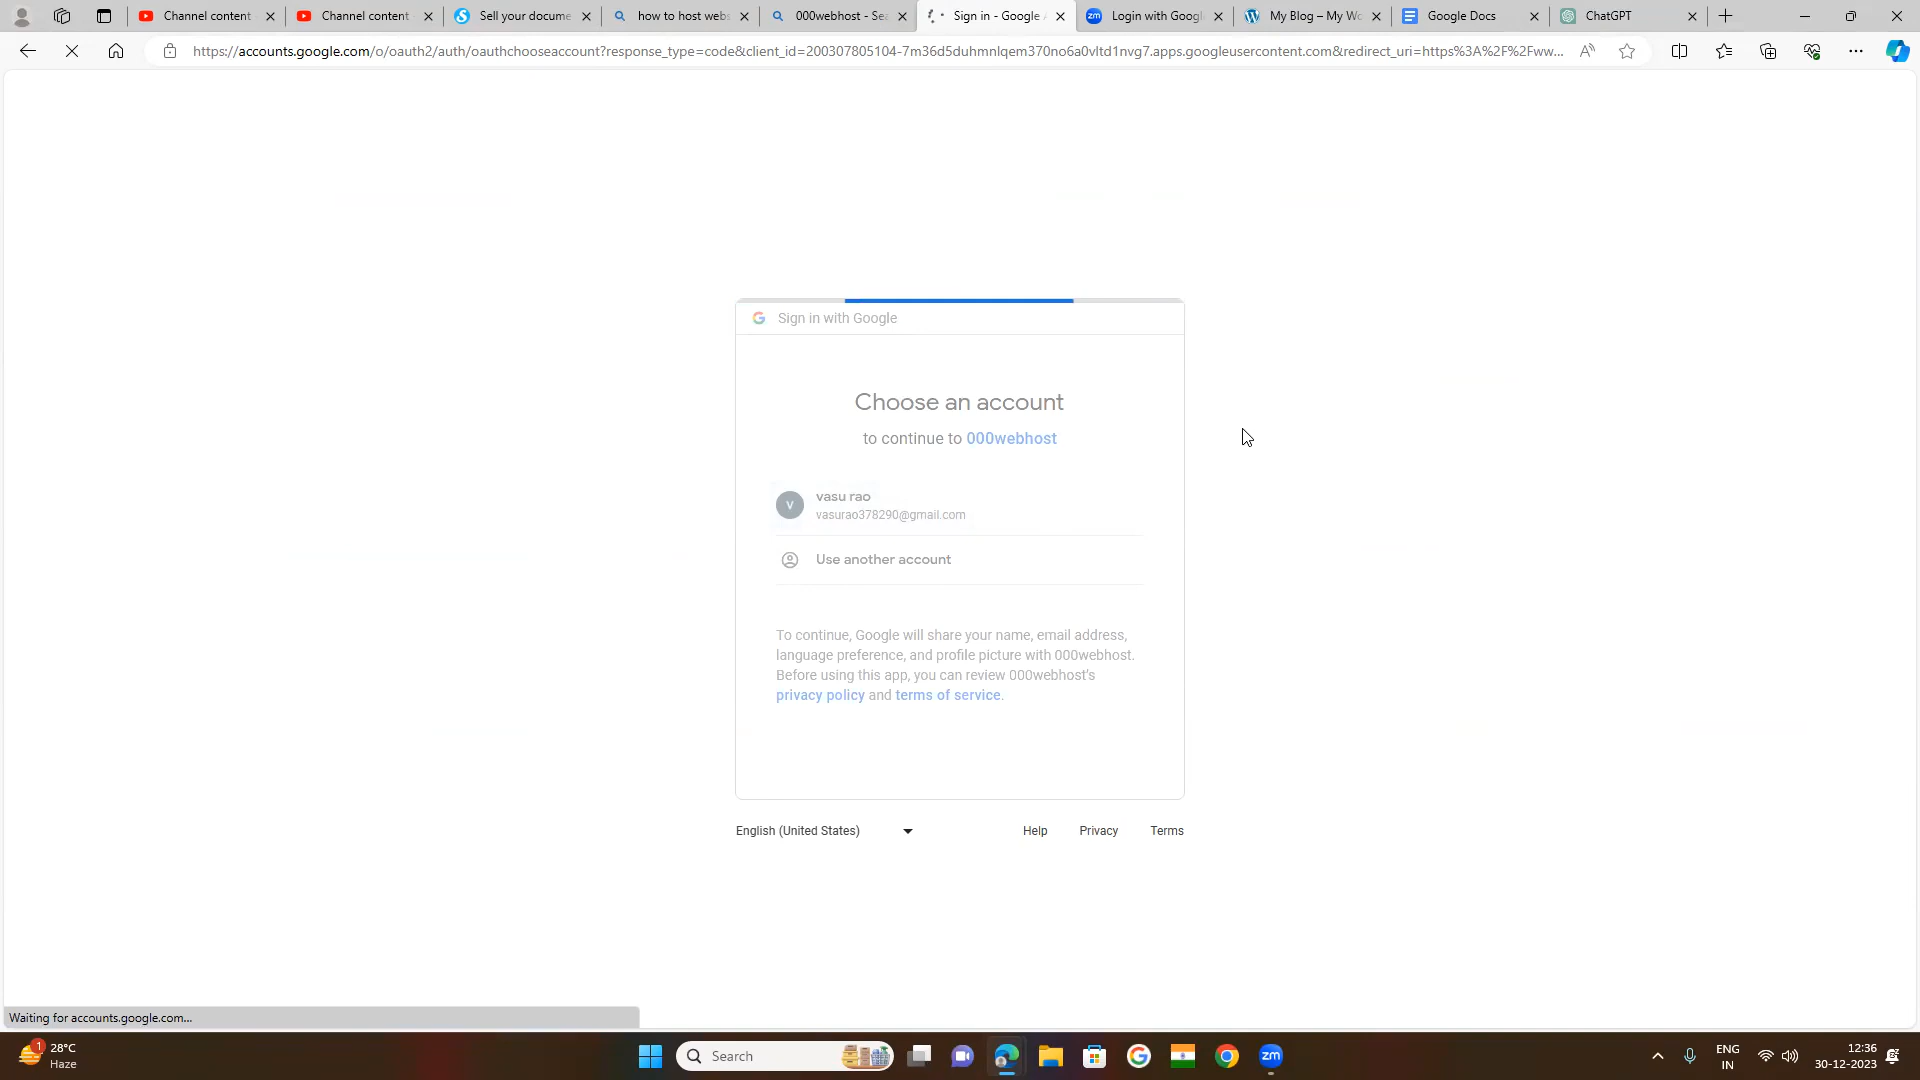 Channel content
Channel content
Sell your docume
how to host webs
000webhost - Sea
Sign in - Google A
Login with Googl
My Blog – My Wo
Google Docs
ChatGPT
https://accounts.google.com/o/oauth2/auth/oauthchooseaccount?response_type=code&client_id=200307805104-7m36d5duhmnlqem370no6a0vltd1nvg7.apps.googleusercontent.com&redirect_uri=https%3A%2F%2Fww...
Sign in with Google
Choose an account
to continue to 000webhost
V
vasu rao
vasurao378290@gmail.com
Use another account
To continue, Google will share your name, email address,
language preference, and profile picture with 000webhost.
Before using this app, you can review 000webhost's
privacy policy and terms of service.
English (United States)
Help
Privacy
Terms
Waiting for accounts.google.com...
1
28°C
Haze
Search
zm
ENG
IN
12:36
30-12-2023